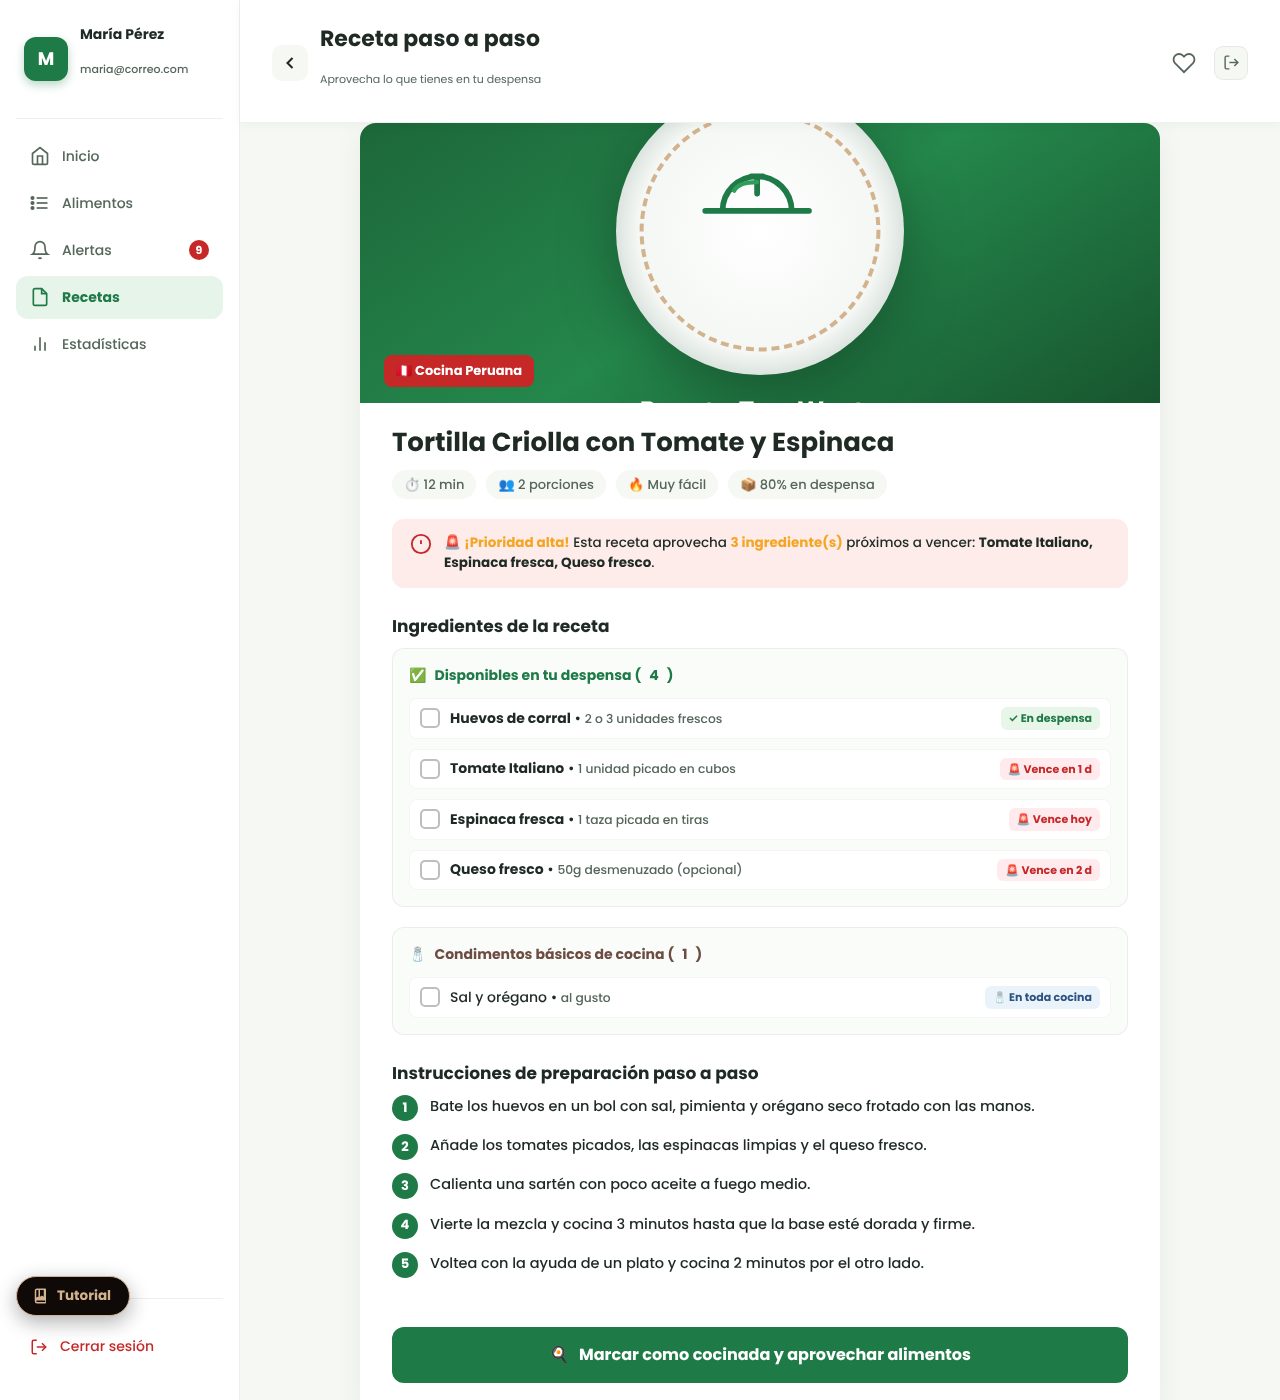 M
María Pérez
maria@correo.com
Inicio
Alimentos
Alertas 9
Recetas
Estadísticas
Tutorial
Cerrar sesión
Receta paso a paso
Aprovecha lo que tienes en tu despensa
Cocina Peruana
Tortilla Criolla con Tomate y Espinaca
⏱️ 12 min 👥 2 porciones 🔥 Muy fácil 📦 80% en despensa
🚨 ¡Prioridad alta! Esta receta aprovecha 3 ingrediente(s) próximos a vencer: Tomate Italiano,
Espinaca fresca, Queso fresco.
Ingredientes de la receta
✅ Disponibles en tu despensa ( 4 )
Huevos de corral • 2 o 3 unidades frescos ✓ En despensa
Tomate Italiano • 1 unidad picado en cubos 🚨 Vence en 1 d
Espinaca fresca • 1 taza picada en tiras 🚨 Vence hoy
Queso fresco • 50g desmenuzado (opcional) 🚨 Vence en 2 d
🧂 Condimentos básicos de cocina ( 1 )
Sal y orégano • al gusto 🧂 En toda cocina
Instrucciones de preparación paso a paso
1 Bate los huevos en un bol con sal, pimienta y orégano seco frotado con las manos.
2 Añade los tomates picados, las espinacas limpias y el queso fresco.
3 Calienta una sartén con poco aceite a fuego medio.
4 Vierte la mezcla y cocina 3 minutos hasta que la base esté dorada y firme.
5 Voltea con la ayuda de un plato y cocina 2 minutos por el otro lado.
🍳 Marcar como cocinada y aprovechar alimentos